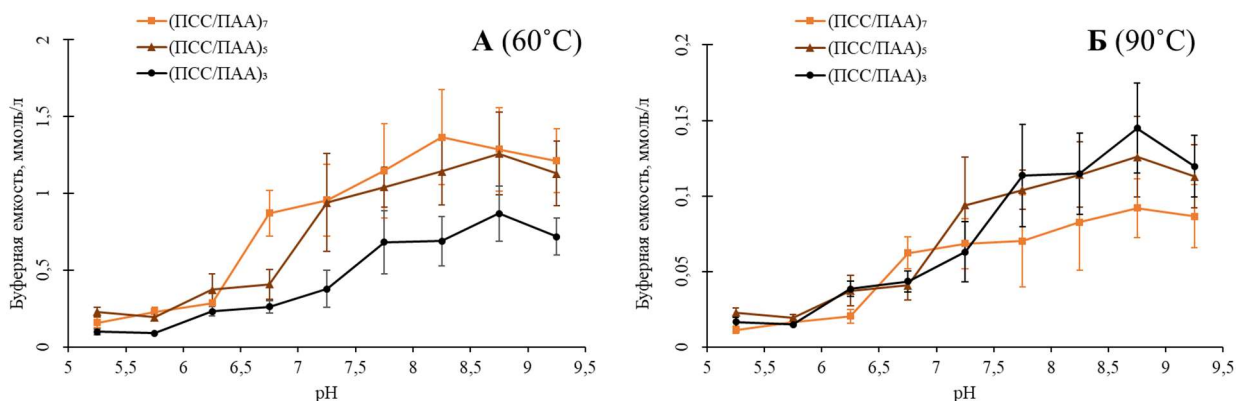 (ПСС/ПАА)₇
(ПСС/ПАА)₅
(ПСС/ПАА)₃
А (60˚C)
Буферная емкость, ммоль/л
2
1,5
1
0,5
0
5 5,5 6 6,5 7 7,5 8 8,5 9 9,5
pH
(ПСС/ПАА)₇
(ПСС/ПАА)₅
(ПСС/ПАА)₃
Б (90˚C)
Буферная емкость, ммоль/л
0,2
0,15
0,1
0,05
0
5 5,5 6 6,5 7 7,5 8 8,5 9 9,5
pH